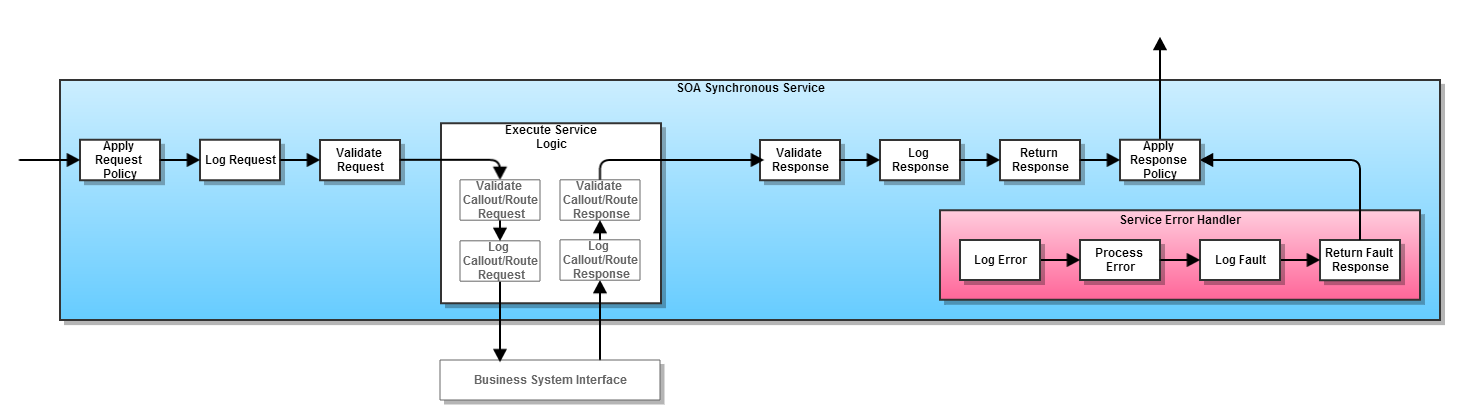 SOA Synchronous Service
Apply
Request
Policy
Log Request
Validate
Request
Execute Service
Logic
Validate
Callout/Route
Request
Log
Callout/Route
Request
Validate
Callout/Route
Response
Log
Callout/Route
Response
Validate
Response
Log
Response
Return
Response
Apply
Response
Policy
Service Error Handler
Log Error
Process
Error
Log Fault
Return Fault
Response
Business System Interface